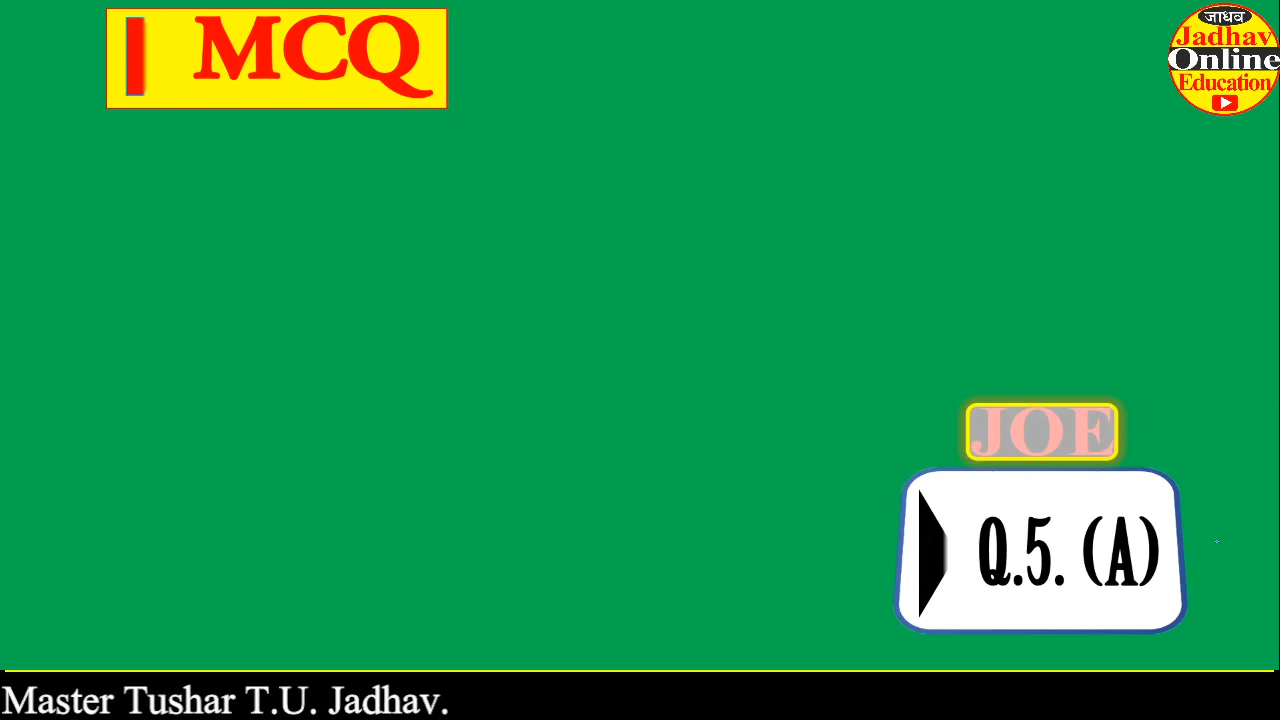 MCQ
जाधव
Jadhav
Online
Education
JOE
Q.5. (A)
Master Tushar T.U. Jadhav.